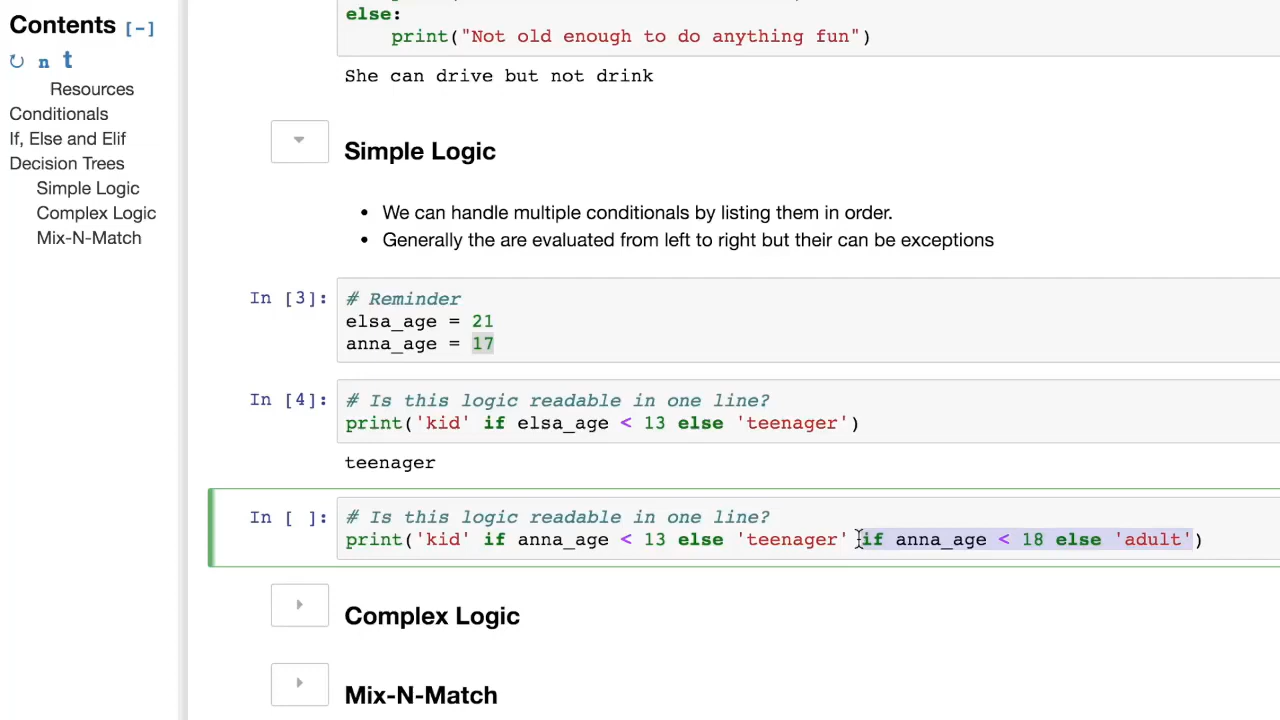 Contents [-]
n t
Resources
Conditionals
If, Else and Elif
Decision Trees
Simple Logic
Complex Logic
Mix-N-Match
else:
print("Not old enough to do anything fun")
She can drive but not drink
Simple Logic
• We can handle multiple conditionals by listing them in order.
• Generally the are evaluated from left to right but their can be exceptions
In [3]:
# Reminder
elsa_age = 21
anna_age = 17
In [4]:
# Is this logic readable in one line?
print('kid' if elsa_age < 13 else 'teenager')
teenager
In [ ]:
# Is this logic readable in one line?
print('kid' if anna_age < 13 else 'teenager' if anna_age < 18 else 'adult')
Complex Logic
Mix-N-Match